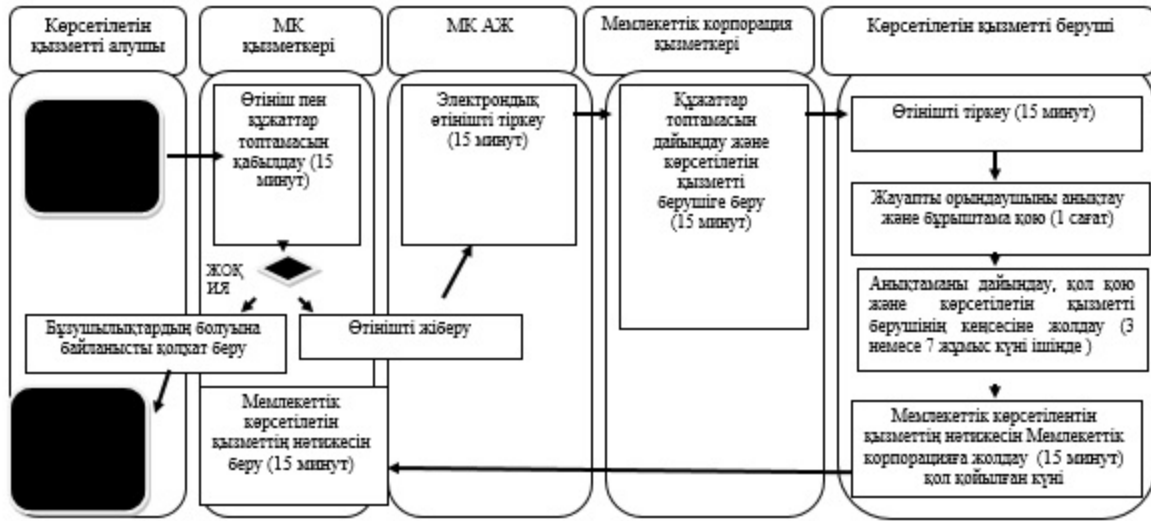 Көрсетілетін
қызметті алушы
МК
қызметкері
МК АЖ
Мемлекеттік корпорация
қызметкері
Көрсетілетін қызметті беруші
Өтініш пен
құжаттар
топтамасын
қабылдау (15
минут)
Электрондық
өтінішті тіркеу
(15 минут)
Құжаттар
топтамасын
дайындау және
көрсетілетін
қызметті
берушіге беру
(15 минут)
Өтінішті тіркеу (15 минут)
Жауапты орындаушыны анықтау
және бұрыштама қою (1 сағат)
ЖОҚ
ИЯ
Анықтаманы дайындау, қол қою
және көрсетілетін қызметті
берушінің кеңсесіне жолдау (3
немесе 7 жұмыс күні ішінде )
Бұзушылықтардың болуына
байланысты қолхат беру
Өтінішті жіберу
Мемлекеттік
көрсетілетін
қызметтің нәтижесін
беру (15 минут)
Мемлекеттік көрсетілентін
қызметтің нәтижесін Мемлекеттік
корпорацияға жолдау (15 минут)
қол қойылған күні